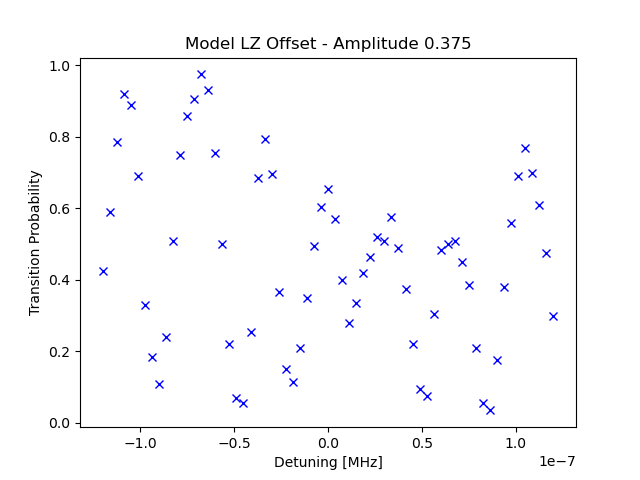 Model LZ Offset - Amplitude 0.375
1.0
0.8
0.6
0.4
0.2
0.0
Transition Probability
−1.0 −0.5 0.0 0.5 1.0
1e−7
Detuning [MHz]